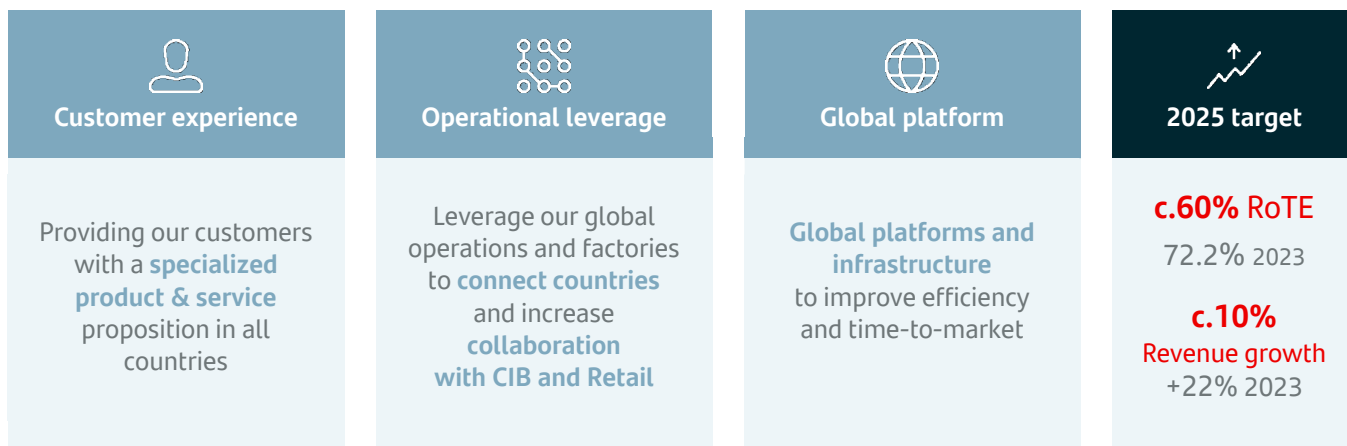 Customer experience
Providing our customers
with a specialized
product & service
proposition in all
countries
Operational leverage
Leverage our global
operations and factories
to connect countries
and increase
collaboration
with CIB and Retail
Global platform
Global platforms and
infrastructure
to improve efficiency
and time-to-market
2025 target
c.60% RoTE
72.2% 2023
c.10%
Revenue growth
+22% 2023